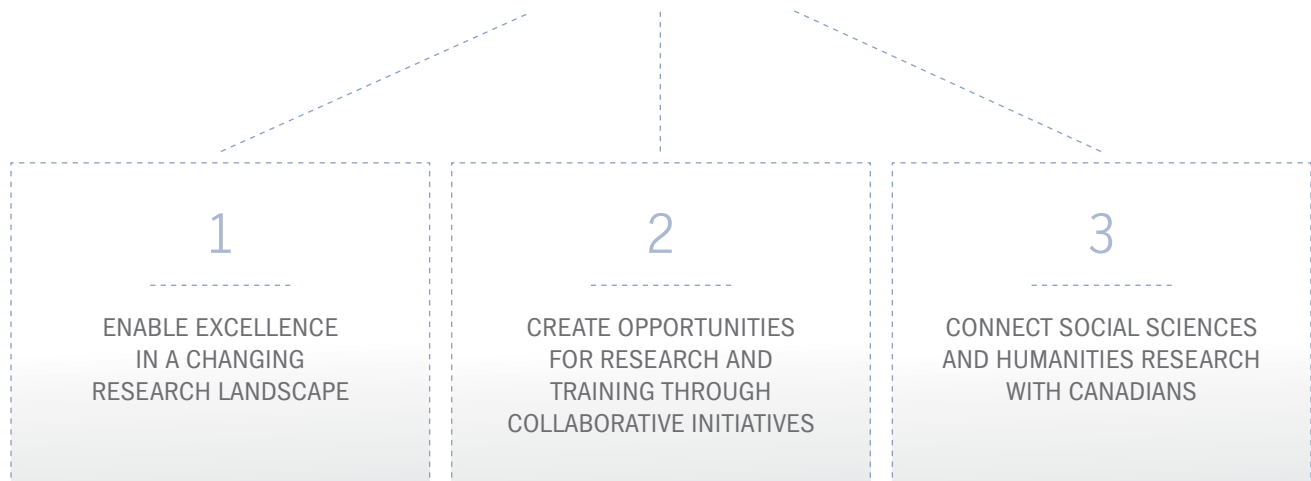 1
ENABLE EXCELLENCE
IN A CHANGING
RESEARCH LANDSCAPE
2
CREATE OPPORTUNITIES
FOR RESEARCH AND
TRAINING THROUGH
COLLABORATIVE INITIATIVES
3
CONNECT SOCIAL SCIENCES
AND HUMANITIES RESEARCH
WITH CANADIANS